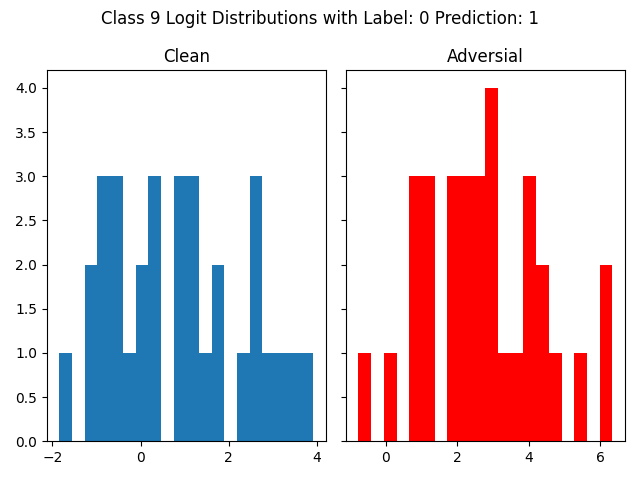 Class 9 Logit Distributions with Label: 0 Prediction: 1
Clean
Adversial
4.0
3.5
3.0
2.5
2.0
1.5
1.0
0.5
0.0
−2 0 2 4
0 2 4 6